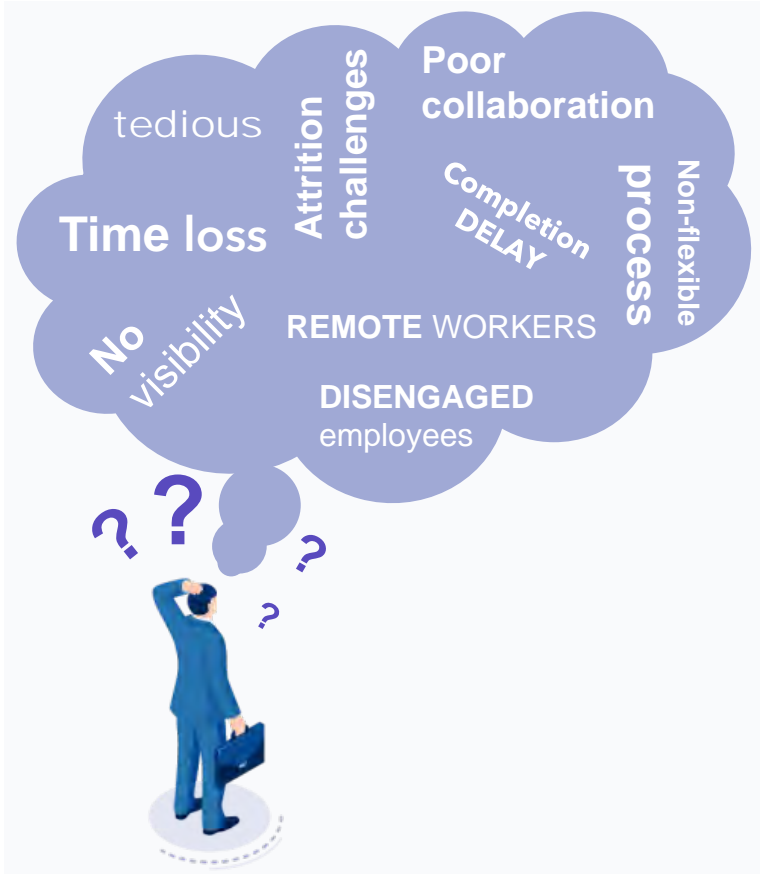 Poor
collaboration
Attrition
challenges
tedious
Completion
DELAY
Non-flexible
process
Time loss
No
visibility
REMOTE WORKERS
DISENGAGED
employees
?
?
?
?